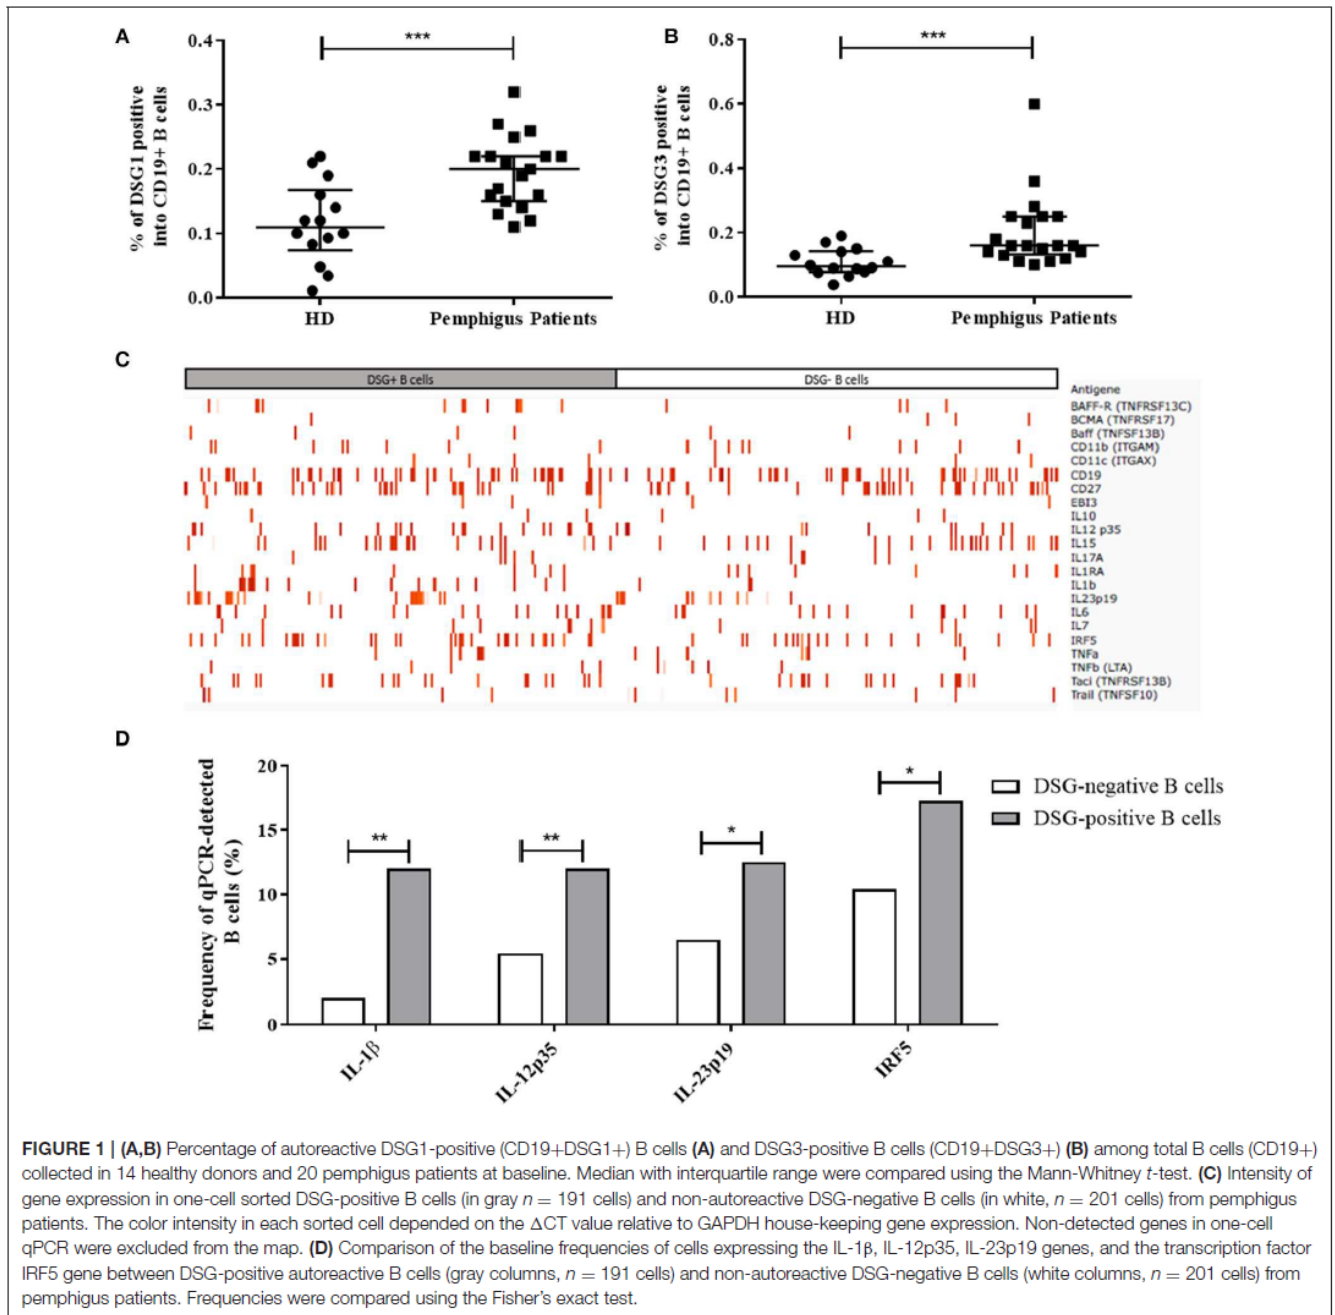 A
0.4
0.3
0.2
0.1
0.0
% of DSG1 positive
into CD19+ B cells
***
HD
Pemphigus Patients
B
0.8
0.6
0.4
0.2
0.0
% of DSG3 positive
into CD19+ B cells
***
HD
Pemphigus Patients
C
DSG+ B cells
DSG- B cells
Antigene
BAFF-R (TNFRSF13C)
BCMA (TNFRSF17)
Baff (TNFSF13B)
CD11b (ITGAM)
CD11c (ITGAX)
CD19
CD27
EBI3
IL10
IL12 p35
IL15
IL17A
IL1RA
IL1b
IL23p19
IL6
IL7
IRF5
TNFa
TNFb (LTA)
Taci (TNFRSF13B)
Trail (TNFSF10)
D
20
15
10
5
0
Frequency of qPCR-detected
B cells (%)
**
**
*
*
IL-1β
IL-12p35
IL-23p19
IRF5
DSG-negative B cells
DSG-positive B cells
FIGURE 1 | (A,B) Percentage of autoreactive DSG1-positive (CD19+DSG1+) B cells (A) and DSG3-positive B cells (CD19+DSG3+) (B) among total B cells (CD19+)
collected in 14 healthy donors and 20 pemphigus patients at baseline. Median with interquartile range were compared using the Mann-Whitney t-test. (C) Intensity of
gene expression in one-cell sorted DSG-positive B cells (in gray n = 191 cells) and non-autoreactive DSG-negative B cells (in white, n = 201 cells) from pemphigus
patients. The color intensity in each sorted cell depended on the ΔCT value relative to GAPDH house-keeping gene expression. Non-detected genes in one-cell
qPCR were excluded from the map. (D) Comparison of the baseline frequencies of cells expressing the IL-1β, IL-12p35, IL-23p19 genes, and the transcription factor
IRF5 gene between DSG-positive autoreactive B cells (gray columns, n = 191 cells) and non-autoreactive DSG-negative B cells (white columns, n = 201 cells) from
pemphigus patients. Frequencies were compared using the Fisher's exact test.